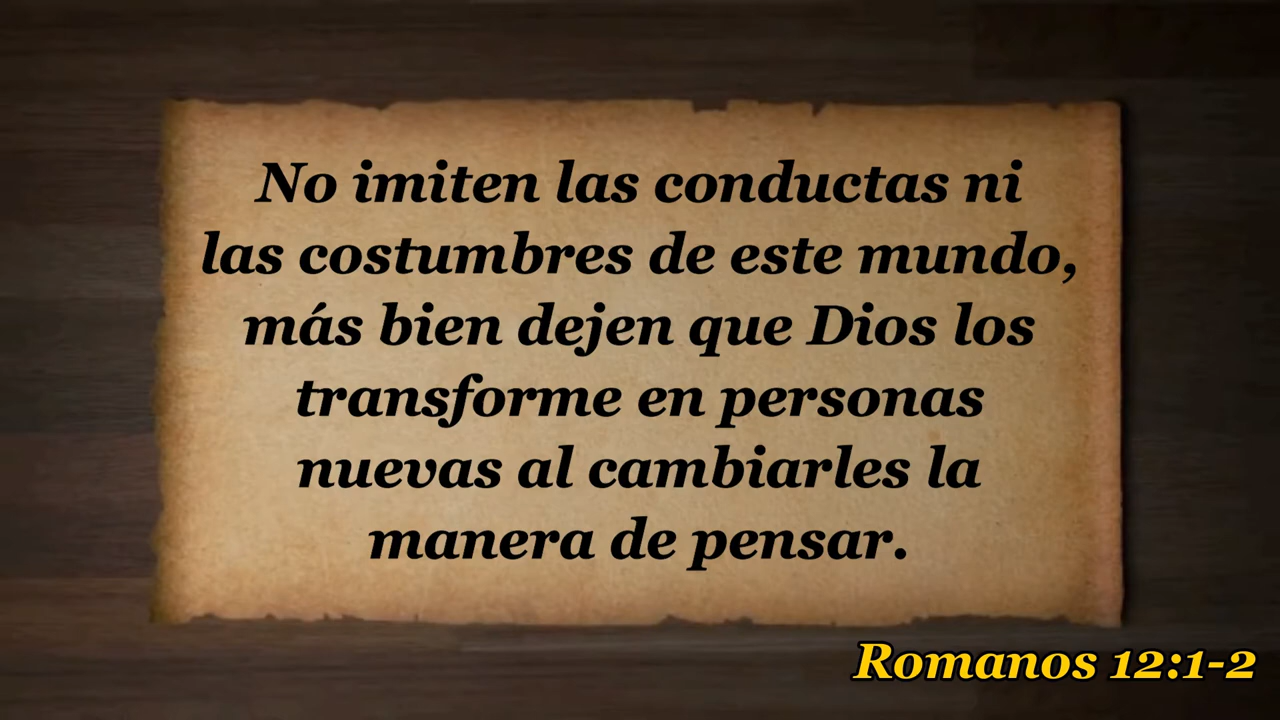 No imiten las conductas ni
las costumbres de este mundo,
más bien dejen que Dios los
transforme en personas
nuevas al cambiarles la
manera de pensar.
Romanos 12:1-2